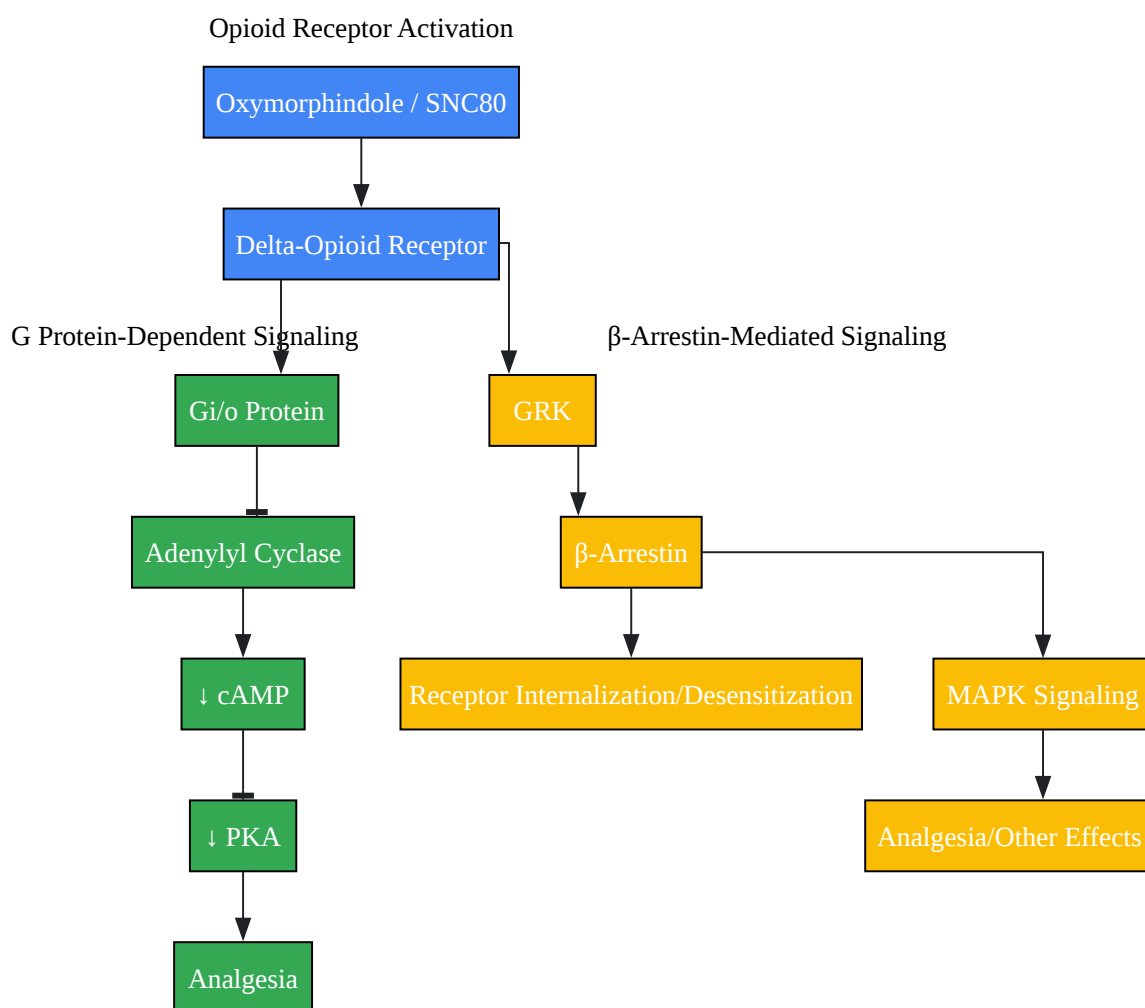 Opioid Receptor Activation
Oxymorphindole / SNC80
Delta-Opioid Receptor
G Protein-Dependent Signaling
β-Arrestin-Mediated Signaling
Gi/o Protein
GRK
Adenylyl Cyclase
β-Arrestin
↓ cAMP
Receptor Internalization/Desensitization
MAPK Signaling
↓ PKA
Analgesia/Other Effects
Analgesia